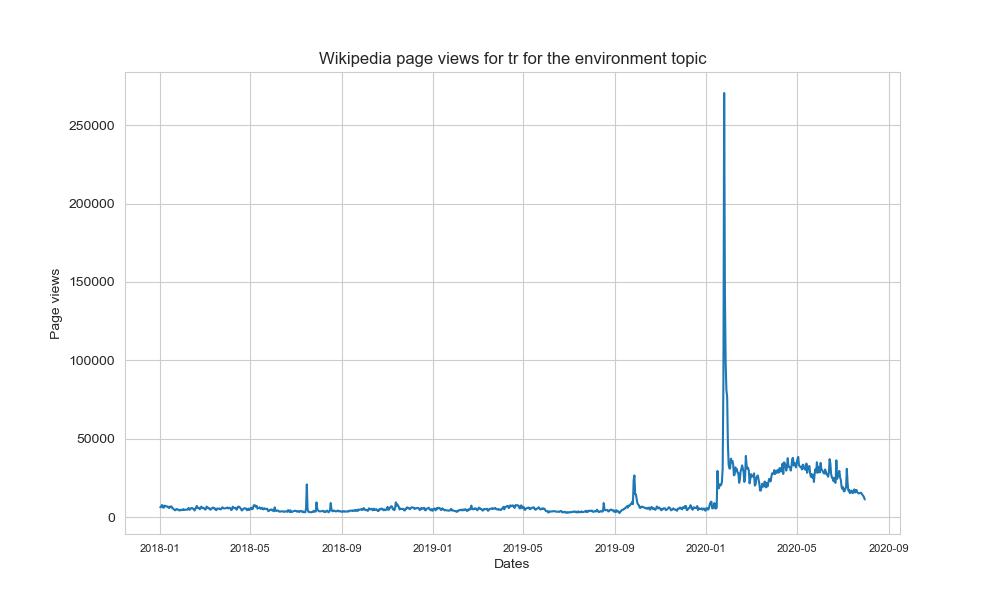 Wikipedia page views for tr for the environment topic
250000
200000
150000
100000
50000
0
Page views
2018-01 2018-05 2018-09 2019-01 2019-05 2019-09 2020-01 2020-05 2020-09
Dates